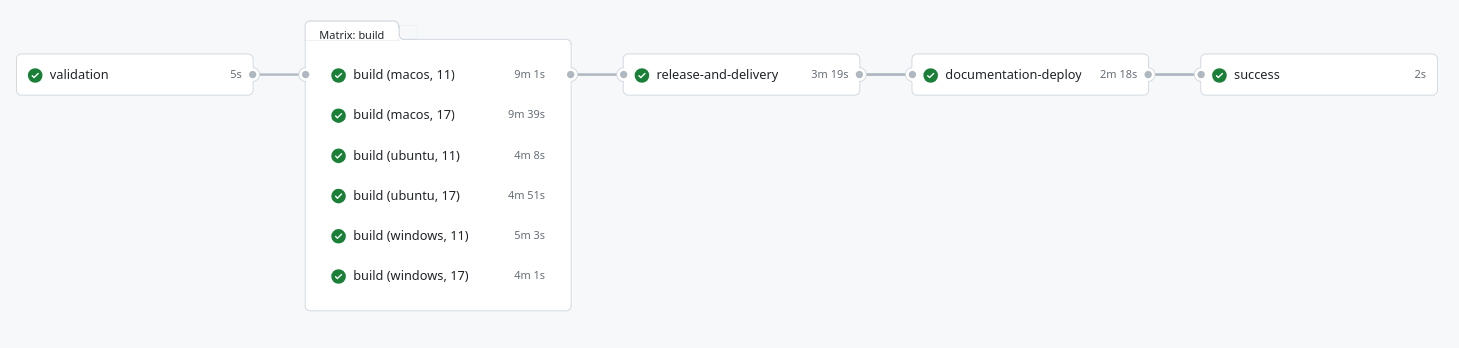 Matrix: build
validation 5s
build (macos, 11) 9m 1s
build (macos, 17) 9m 39s
build (ubuntu, 11) 4m 8s
build (ubuntu, 17) 4m 51s
build (windows, 11) 5m 3s
build (windows, 17) 4m 1s
release-and-delivery 3m 19s
documentation-deploy 2m 18s
success 2s